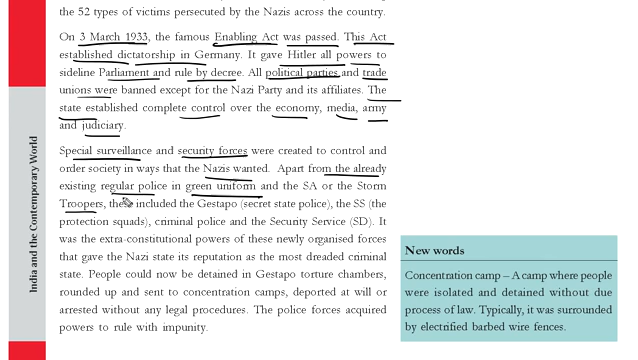 the 52 types of victims persecuted by the Nazis across the country.
On 3 March 1933, the famous Enabling Act was passed. This Act
established dictatorship in Germany. It gave Hitler all powers to
sideline Parliament and rule by decree. All political parties and trade
unions were banned except for the Nazi Party and its affiliates. The
state established complete control over the economy, media, army
and judiciary.
Special surveillance and security forces were created to control and
order society in ways that the Nazis wanted. Apart from the already
existing regular police in green uniform and the SA or the Storm
Troopers, these included the Gestapo (secret state police), the SS (the
protection squads), criminal police and the Security Service (SD). It
was the extra-constitutional powers of these newly organised forces
that gave the Nazi state its reputation as the most dreaded criminal
state. People could now be detained in Gestapo torture chambers,
rounded up and sent to concentration camps, deported at will or
arrested without any legal procedures. The police forces acquired
powers to rule with impunity.
New words
Concentration camp – A camp where people
were isolated and detained without due
process of law. Typically, it was surrounded
by electrified barbed wire fences.
India and the Contemporary World